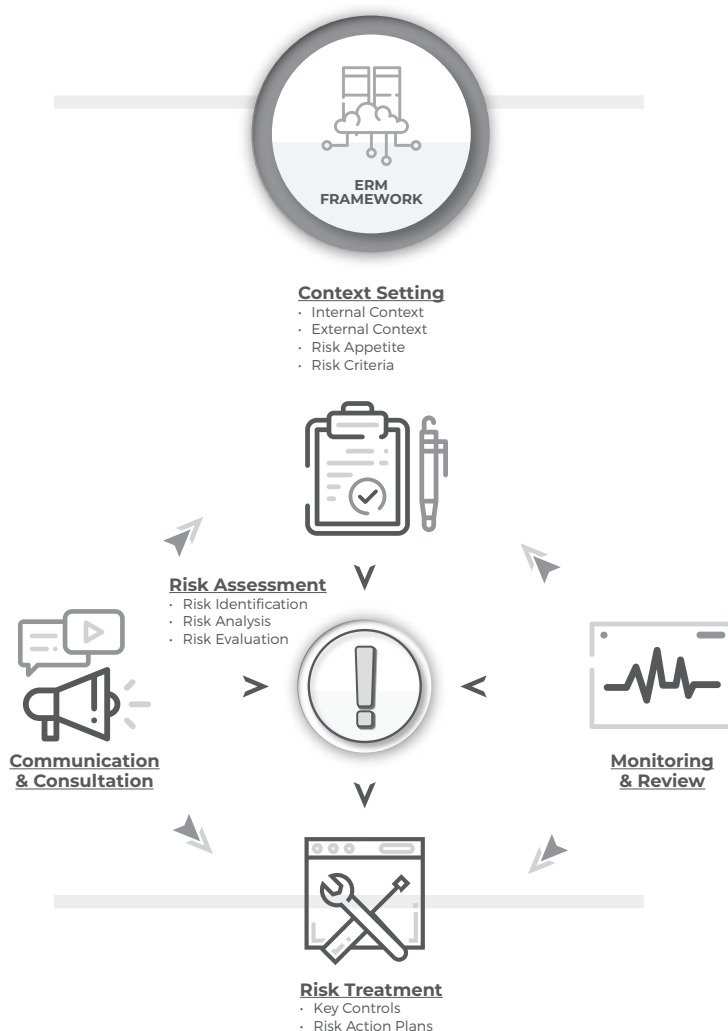 ERM
FRAMEWORK
Context Setting
· Internal Context
· External Context
· Risk Appetite
· Risk Criteria
Risk Assessment
· Risk Identification
· Risk Analysis
· Risk Evaluation
Communication
& Consultation
Monitoring
& Review
Risk Treatment
· Key Controls
· Risk Action Plans